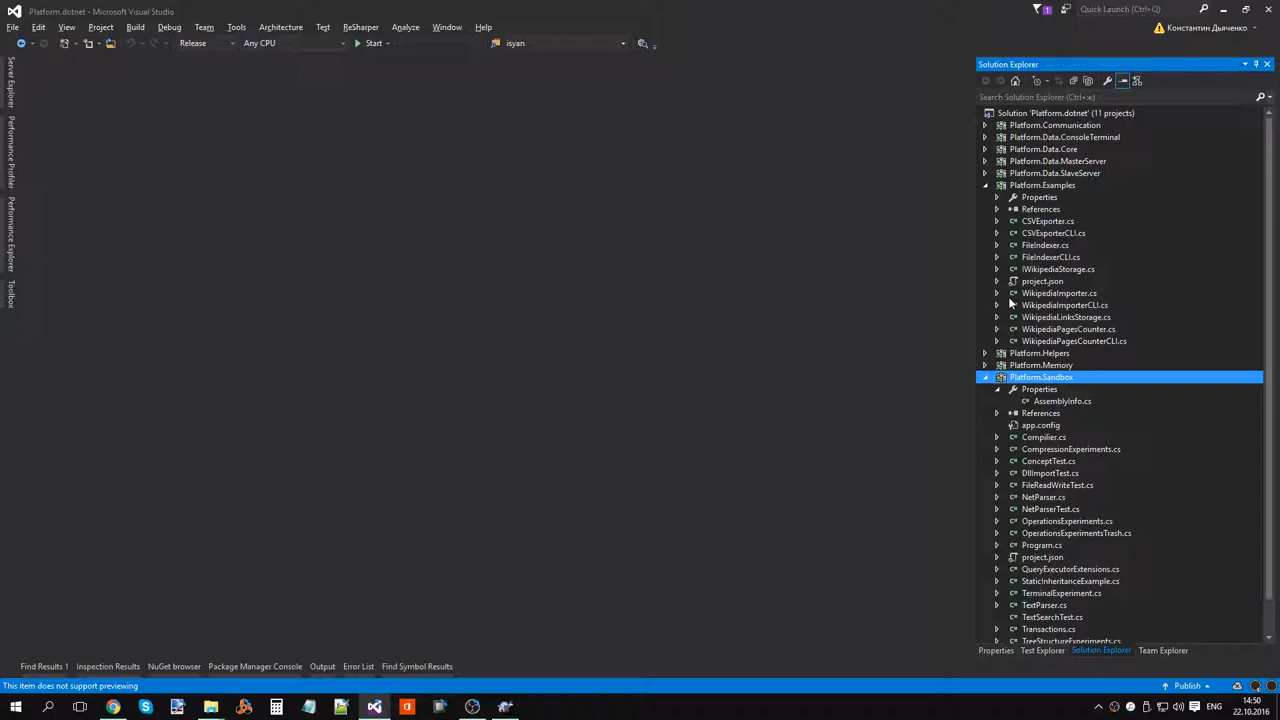 Platform.dotnet - Microsoft Visual Studio
1
Quick Launch (Ctrl+Q)
File Edit View Project Build Debug Team Tools Architecture Test ReSharper Analyze Window Help
Константин Дьяченко
Release Any CPU Start isyan
Server Explorer
Performance Profiler
Performance Explorer
Toolbox
Solution Explorer
Search Solution Explorer (Ctrl+ж)
Solution 'Platform.dotnet' (11 projects)
Platform.Communication
Platform.Data.ConsoleTerminal
Platform.Data.Core
Platform.Data.MasterServer
Platform.Data.SlaveServer
Platform.Examples
Properties
References
CSVExporter.cs
CSVExporterCLI.cs
FileIndexer.cs
FileIndexerCLI.cs
IWikipediaStorage.cs
project.json
WikipediaImporter.cs
WikipediaImporterCLI.cs
WikipediaLinksStorage.cs
WikipediaPagesCounter.cs
WikipediaPagesCounterCLI.cs
Platform.Helpers
Platform.Memory
Platform.Sandbox
Properties
AssemblyInfo.cs
References
app.config
Compilier.cs
CompressionExperiments.cs
ConceptTest.cs
DllImportTest.cs
FileReadWriteTest.cs
NetParser.cs
NetParserTest.cs
OperationsExperiments.cs
OperationsExperimentsTrash.cs
Program.cs
project.json
QueryExecutorExtensions.cs
StaticInheritanceExample.cs
TerminalExperiment.cs
TextParser.cs
TextSearchTest.cs
Transactions.cs
TreeStructureExperiments.cs
Properties Test Explorer Solution Explorer Team Explorer
Find Results 1 Inspection Results NuGet browser Package Manager Console Output Error List Find Symbol Results
This item does not support previewing
Publish
ENG
14:50
22.10.2016